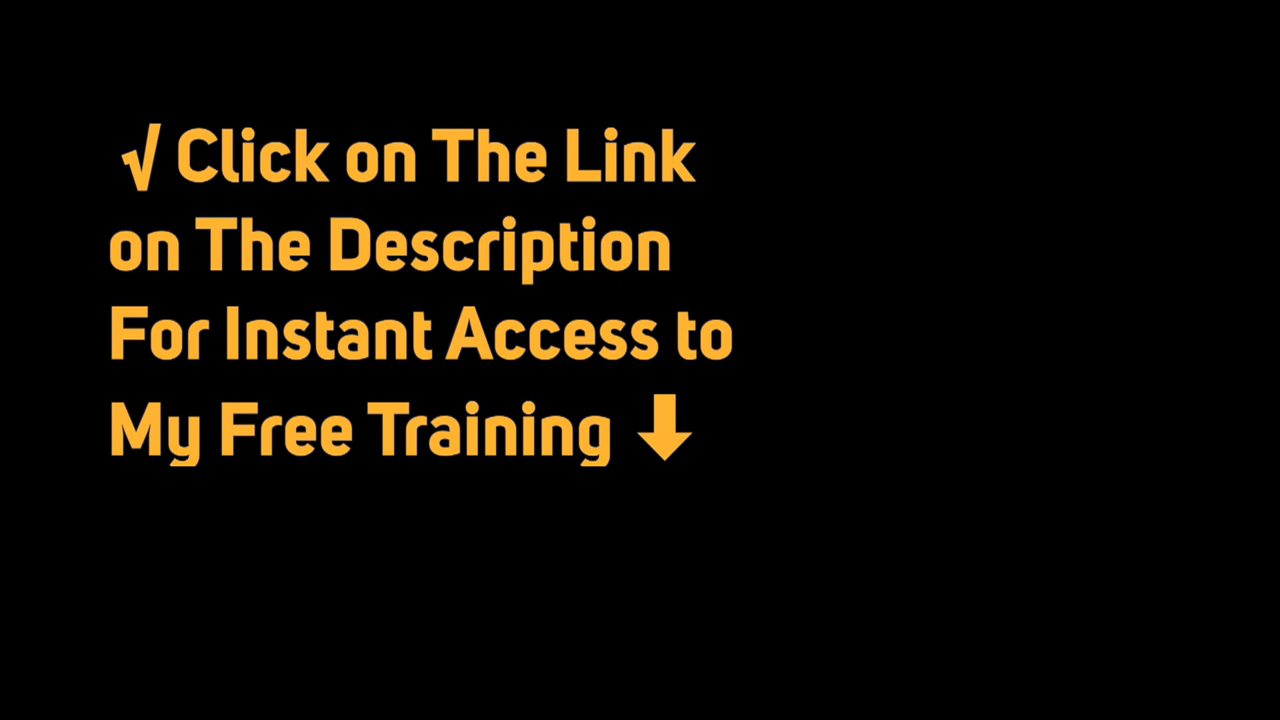 √ Click on The Link
on The Description
For Instant Access to
My Free Training ⬇